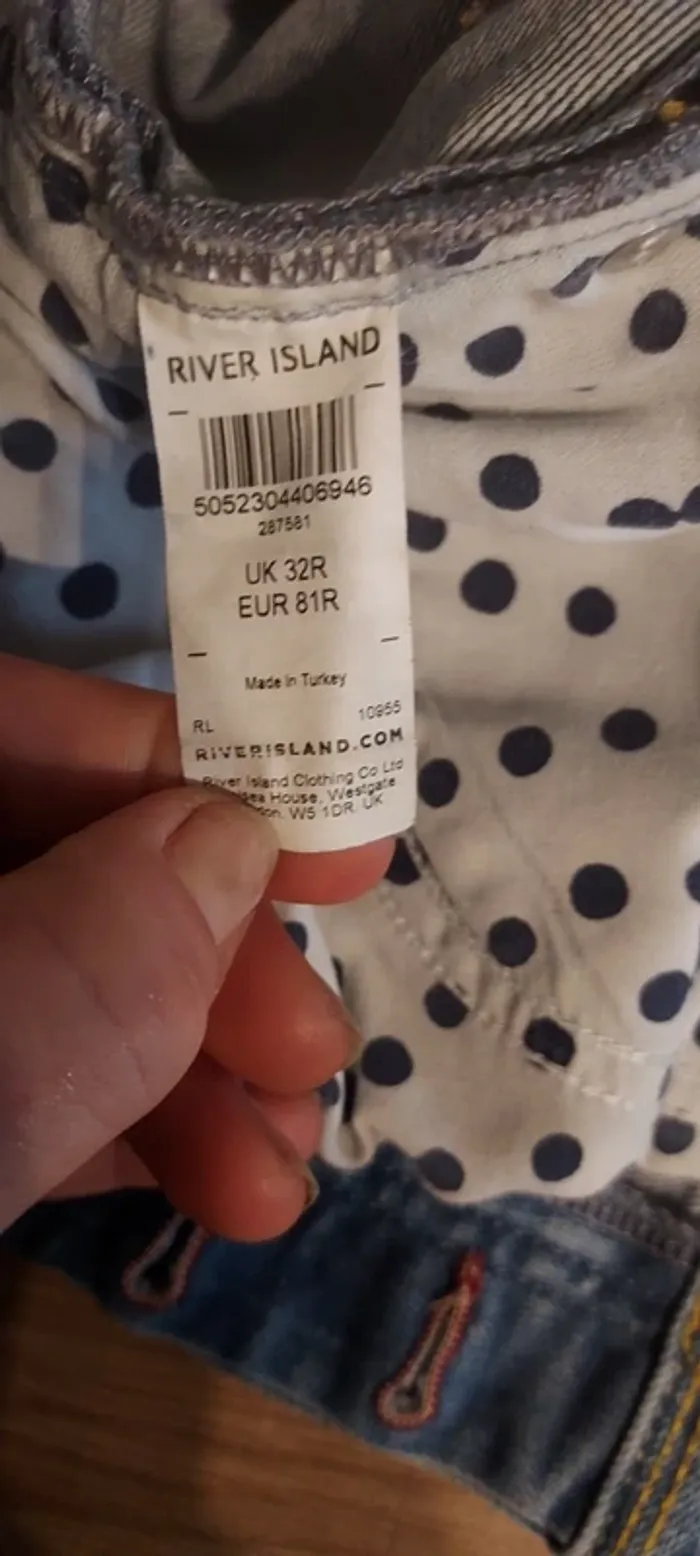 RIVER ISLAND
5052304406946
287581
UK 32R
EUR 81R
Made in Turkey
RL 10955
RIVERISLAND.COM
River Island Clothing Co Ltd
House, Westgate
W5 1DR. UK